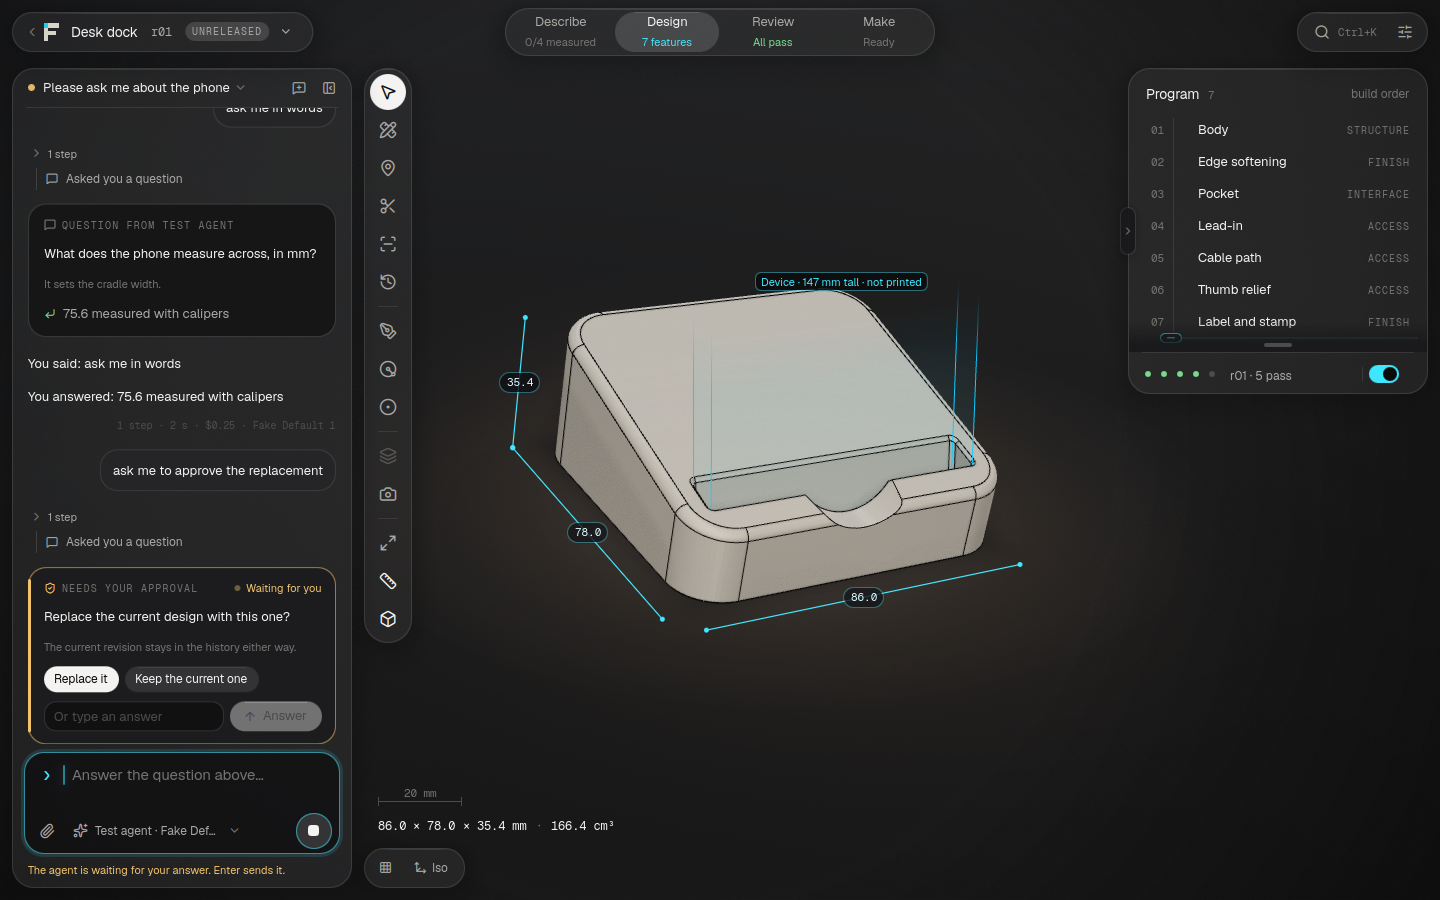 Desk dock r01 UNRELEASED
Describe
0/4 measured
Design
7 features
Review
All pass
Make
Ready
Ctrl+K
Please ask me about the phone
ask me in words
1 step
Asked you a question
QUESTION FROM TEST AGENT
What does the phone measure across, in mm?
It sets the cradle width.
75.6 measured with calipers
You said: ask me in words
You answered: 75.6 measured with calipers
1 step · 2 s · $0.25 · Fake Default 1
ask me to approve the replacement
1 step
Asked you a question
NEEDS YOUR APPROVAL
Waiting for you
Replace the current design with this one?
The current revision stays in the history either way.
Replace it
Keep the current one
Or type an answer
Answer
Answer the question above...
Test agent · Fake Def...
The agent is waiting for your answer. Enter sends it.
Device · 147 mm tall · not printed
35.4
78.0
86.0
20 mm
86.0 × 78.0 × 35.4 mm · 166.4 cm³
Iso
Program 7
build order
01 Body STRUCTURE
02 Edge softening FINISH
03 Pocket INTERFACE
04 Lead-in ACCESS
05 Cable path ACCESS
06 Thumb relief ACCESS
07 Label and stamp FINISH
r01 · 5 pass